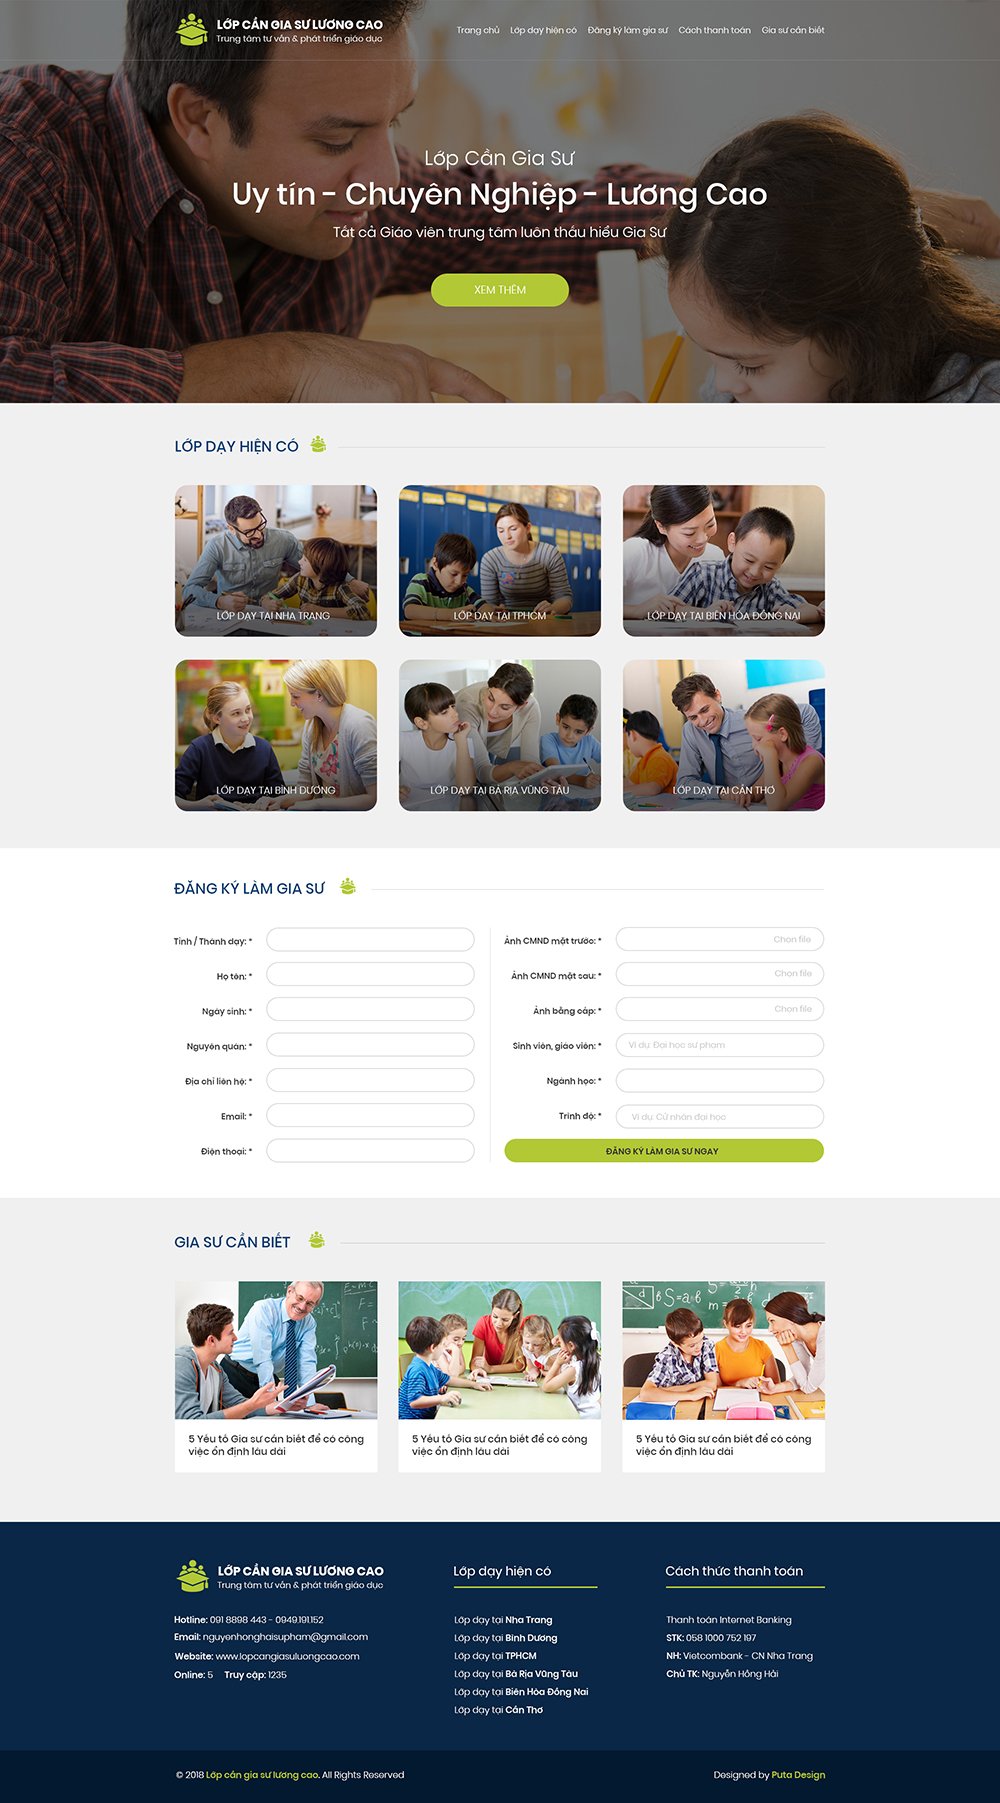 LỚP CẦN GIA SƯ LƯƠNG CAO
Trung tâm tư vấn & phát triển giáo dục
Trang chủ Lớp dạy hiện có Đăng ký làm gia sư Cách thanh toán Gia sư cần biết
Lớp Cần Gia Sư
Uy tín - Chuyên Nghiệp - Lương Cao
Tất cả Giáo viên trung tâm luôn thấu hiểu Gia Sư
XEM THÊM
LỚP DẠY HIỆN CÓ
LỚP DẠY TẠI NHA TRANG
LỚP DẠY TẠI TPHCM
LỚP DẠY TẠI BIÊN HÒA ĐỒNG NAI
LỚP DẠY TẠI BÌNH DƯƠNG
LỚP DẠY TẠI BÀ RỊA VŨNG TÀU
LỚP DẠY TẠI CẦN THƠ
ĐĂNG KÝ LÀM GIA SƯ
Tỉnh / Thành dạy: *
Họ tên: *
Ngày sinh: *
Nguyên quán: *
Địa chỉ liên hệ: *
Email: *
Điện thoại: *
Ảnh CMND mặt trước: * Chọn file
Ảnh CMND mặt sau: * Chọn file
Ảnh bằng cấp: * Chọn file
Sinh viên, giáo viên: * Ví dụ: Đại học sư phạm
Ngành học: *
Trình độ: * Ví dụ: Cử nhân đại học
ĐĂNG KÝ LÀM GIA SƯ NGAY
GIA SƯ CẦN BIẾT
5 Yếu tố Gia sư cần biết để có công
việc ổn định lâu dài
5 Yếu tố Gia sư cần biết để có công
việc ổn định lâu dài
5 Yếu tố Gia sư cần biết để có công
việc ổn định lâu dài
LỚP CẦN GIA SƯ LƯƠNG CAO
Trung tâm tư vấn & phát triển giáo dục
Hotline: 091 8898 443 - 0949.191.152
Email: nguyenhonghaisupham@gmail.com
Website: www.lopcangiasuluongcao.com
Online: 5 Truy cập: 1235
Lớp dạy hiện có
Lớp dạy tại Nha Trang
Lớp dạy tại Bình Dương
Lớp dạy tại TPHCM
Lớp dạy tại Bà Rịa Vũng Tàu
Lớp dạy tại Biên Hòa Đồng Nai
Lớp dạy tại Cần Thơ
Cách thức thanh toán
Thanh toán Internet Banking
STK: 058 1000 752 197
NH: Vietcombank - CN Nha Trang
Chủ TK: Nguyễn Hồng Hải
© 2018 Lớp cần gia sư lương cao. All Rights Reserved
Designed by Puta Design